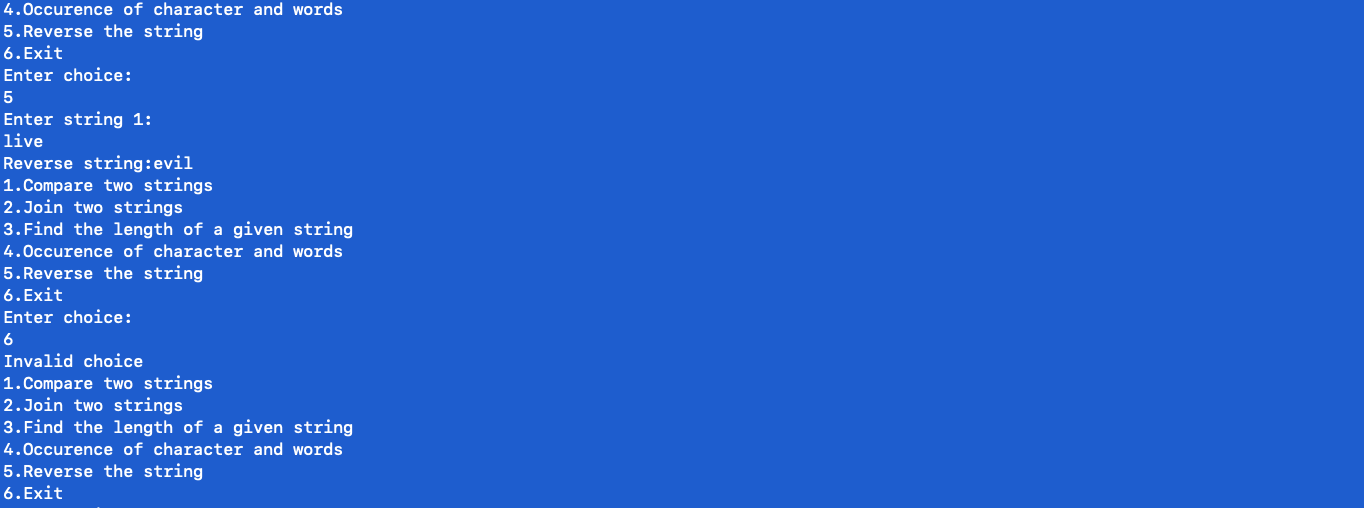 4.Occurence of character and words
5.Reverse the string
6.Exit
Enter choice:
5
Enter string 1:
live
Reverse string:evil
1.Compare two strings
2.Join two strings
3.Find the length of a given string
4.Occurence of character and words
5.Reverse the string
6.Exit
Enter choice:
6
Invalid choice
1.Compare two strings
2.Join two strings
3.Find the length of a given string
4.Occurence of character and words
5.Reverse the string
6.Exit